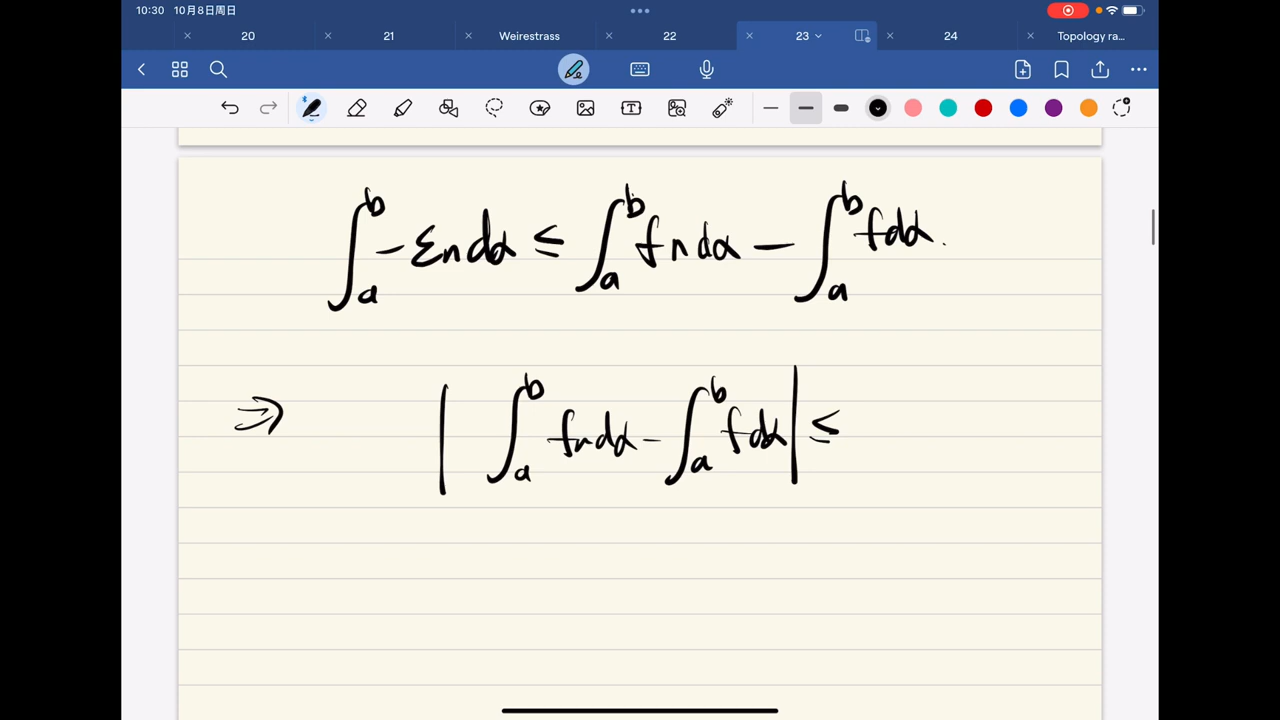 10:30 10月8日周日
20 21 Weirestrass 22 23 24 Topology ra...
∫_a^b -εn dα ≤ ∫_a^b fn dα - ∫_a^b f dα.
⇒ | ∫_a^b fn dα - ∫_a^b f dα | ≤